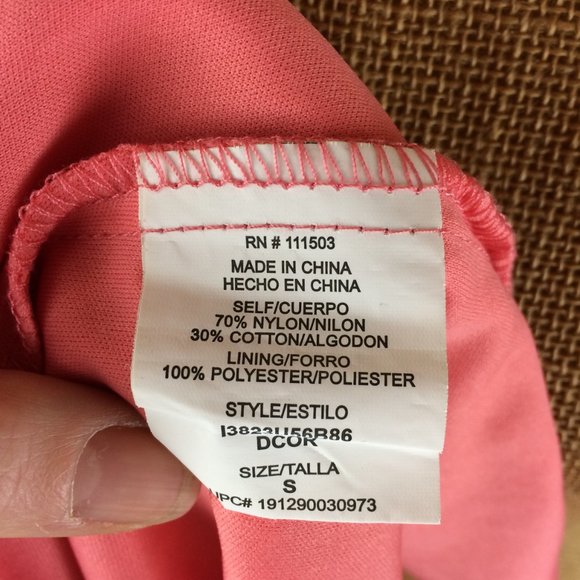 RN # 111503
MADE IN CHINA
HECHO EN CHINA
SELF/CUERPO
70% NYLON/NILON
30% COTTON/ALGODON
LINING/FORRO
100% POLYESTER/POLIESTER
STYLE/ESTILO
DCOR
SIZE/TALLA
S
UPC# 191290030973